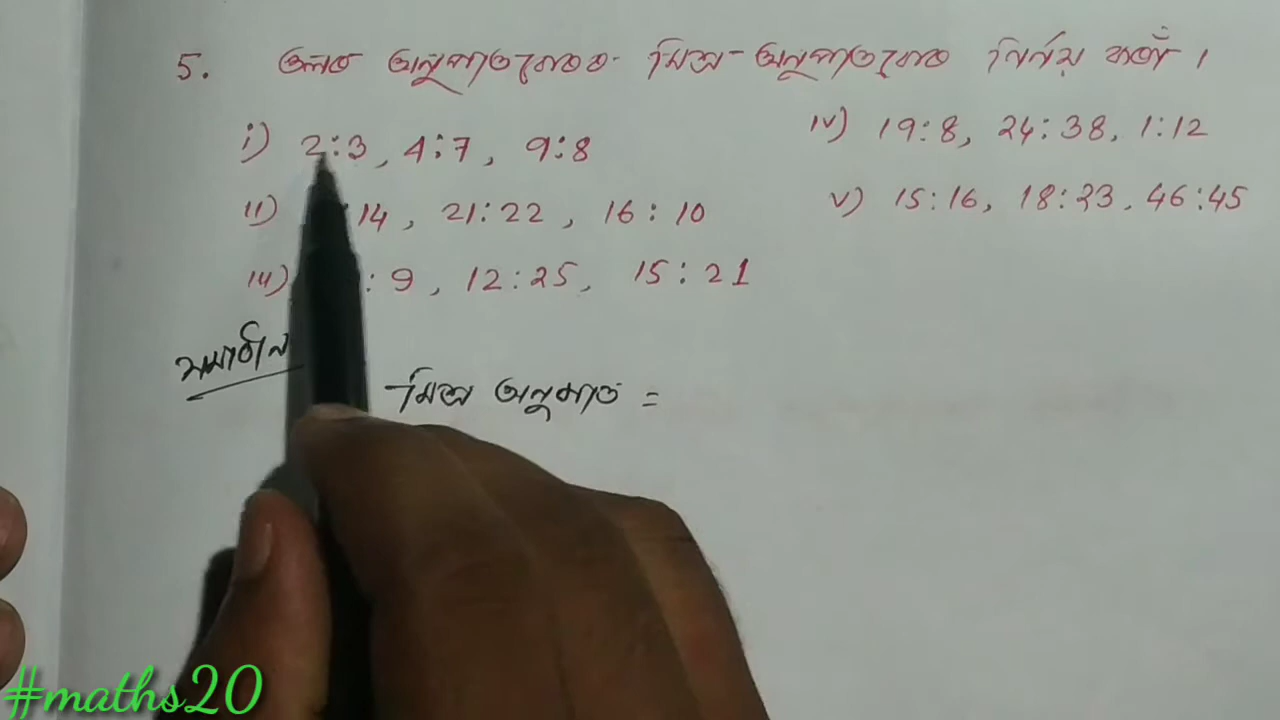 5. তলত অনুপাতবোৰৰ মিশ্ৰ-অনুপাতবোৰ নিৰ্ণয় কৰা।
i) 2:3, 4:7, 9:8
ii) :14, 21:22, 16:10
iii) : 9, 12:25, 15:21
iv) 19:8, 24:38, 1:12
v) 15:16, 18:23, 46:45
সমাধান
মিশ্ৰ অনুপাত =
#maths20